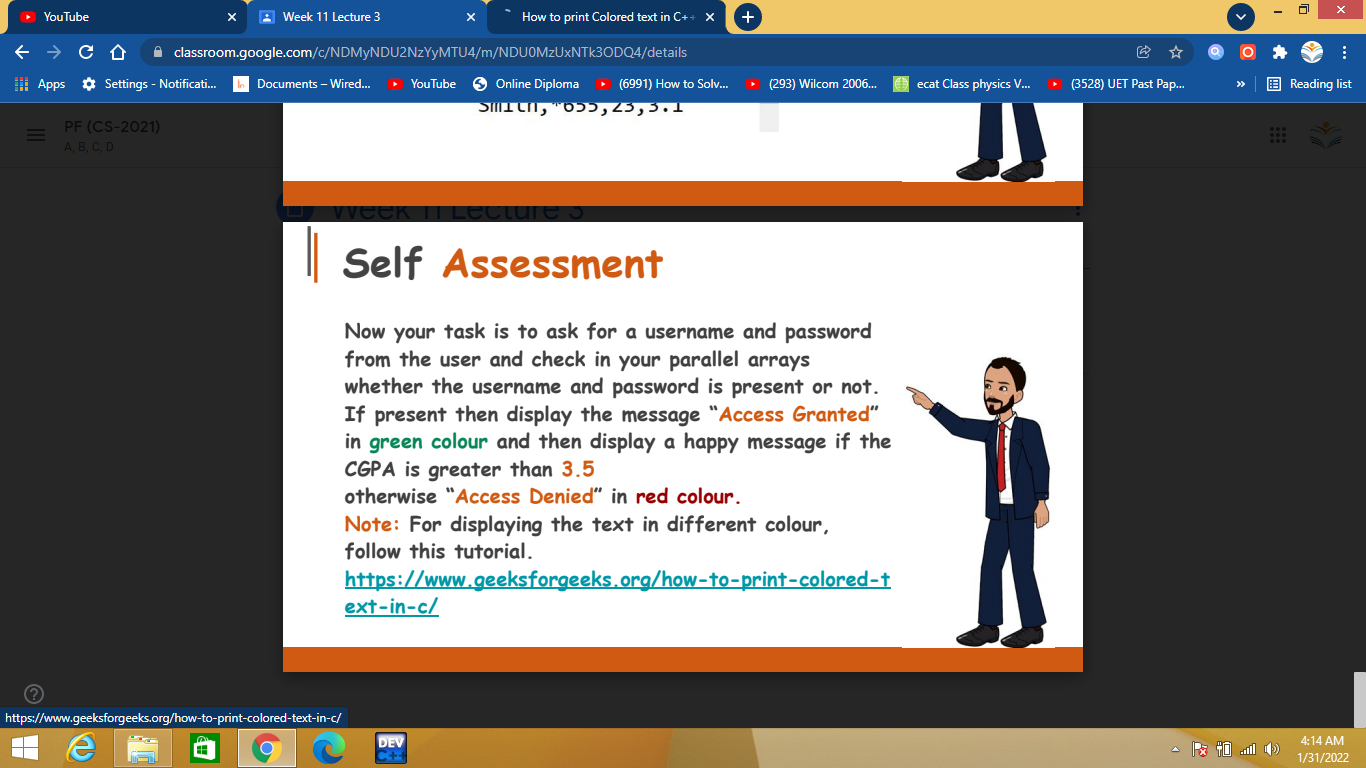 YouTube
Week 11 Lecture 3
How to print Colored text in C++
classroom.google.com/c/NDMyNDU2NzYyMTU4/m/NDU0MzUxNTk3ODQ4/details
Apps
Settings - Notificati...
Documents – Wired...
YouTube
Online Diploma
(6991) How to Solv...
(293) Wilcom 2006...
ecat Class physics V...
(3528) UET Past Pap...
»
Reading list
PF (CS-2021)
A, B, C, D
Smith,*655,23,3.1
Week 11 Lecture 3
Self Assessment
Now your task is to ask for a username and password
from the user and check in your parallel arrays
whether the username and password is present or not.
If present then display the message “Access Granted”
in green colour and then display a happy message if the
CGPA is greater than 3.5
otherwise “Access Denied” in red colour.
Note: For displaying the text in different colour,
follow this tutorial.
https://www.geeksforgeeks.org/how-to-print-colored-t
ext-in-c/
https://www.geeksforgeeks.org/how-to-print-colored-text-in-c/
DEV
C++
4:14 AM
1/31/2022